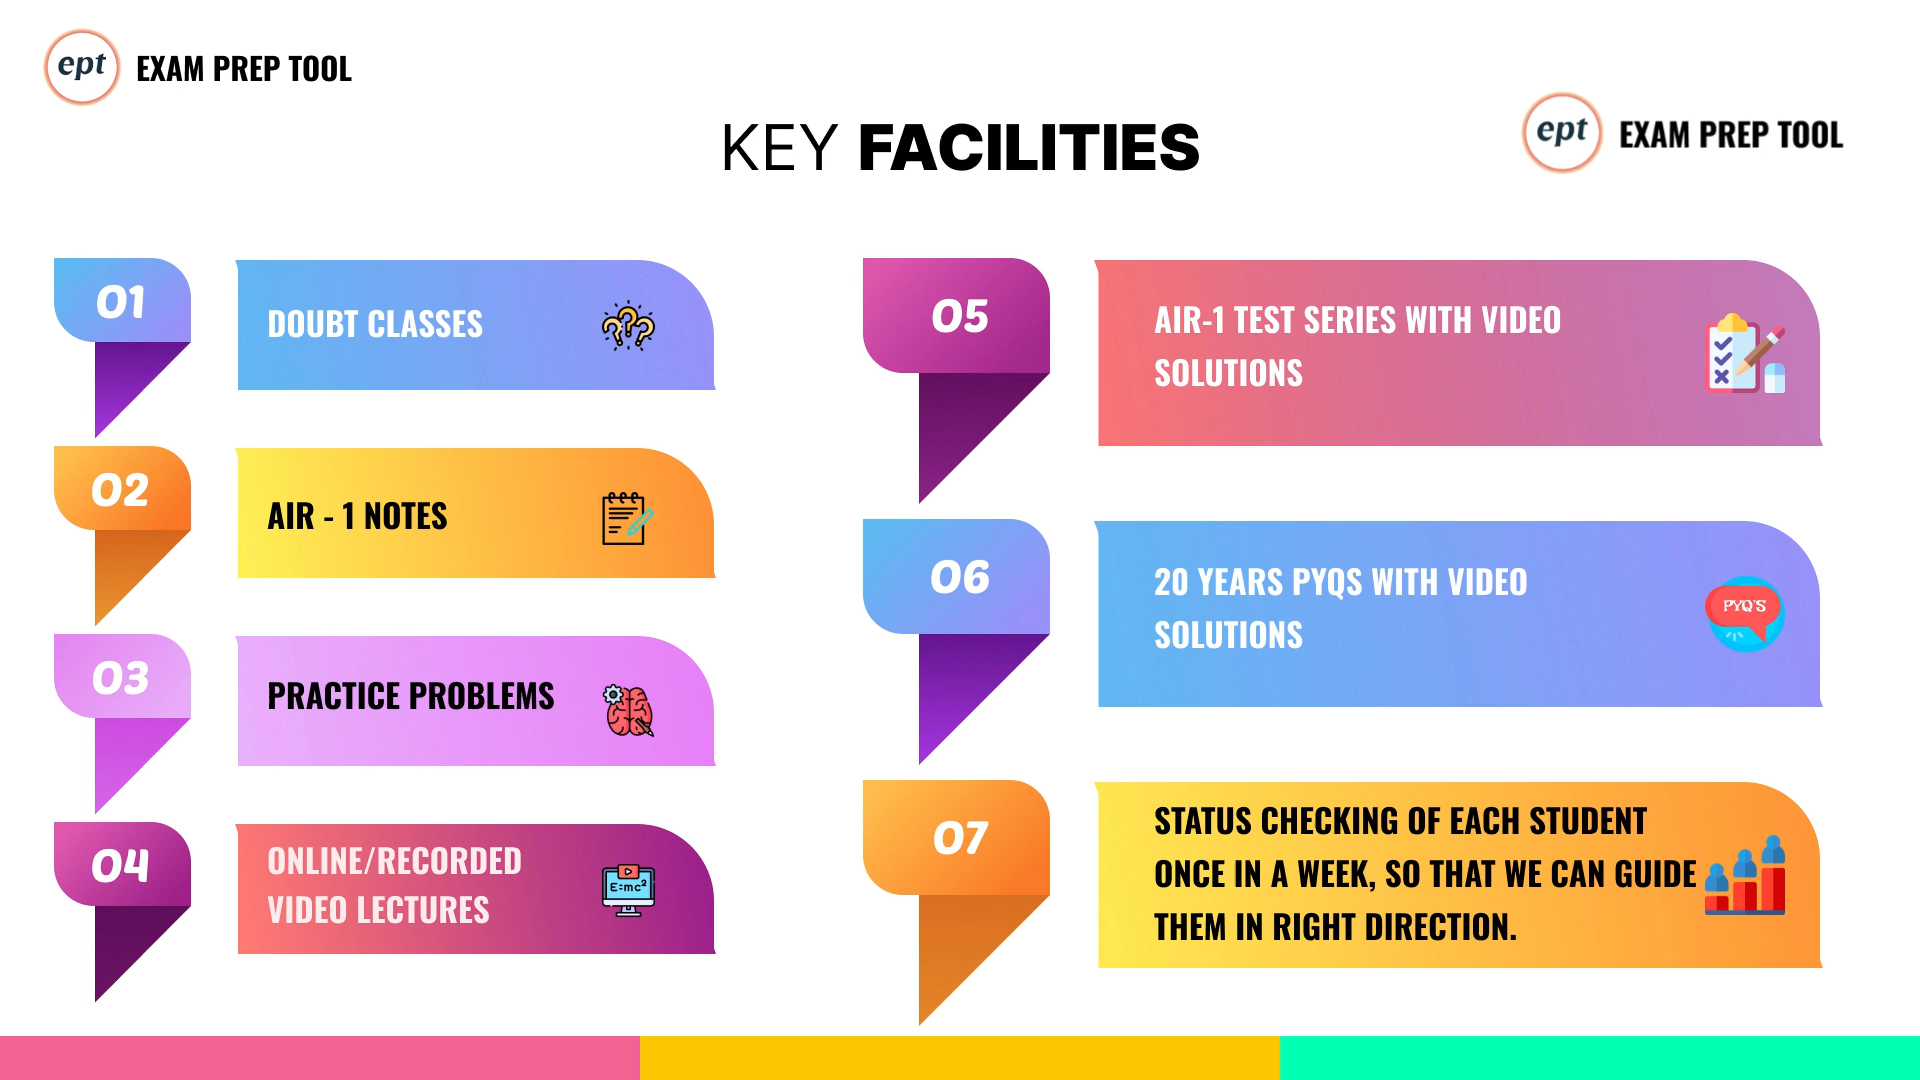 ept EXAM PREP TOOL
ept EXAM PREP TOOL
KEY FACILITIES
01
DOUBT CLASSES
02
AIR - 1 NOTES
03
PRACTICE PROBLEMS
04
ONLINE/RECORDED
VIDEO LECTURES
E=mc²
05
AIR-1 TEST SERIES WITH VIDEO
SOLUTIONS
06
20 YEARS PYQS WITH VIDEO
SOLUTIONS
PYQ'S
07
STATUS CHECKING OF EACH STUDENT
ONCE IN A WEEK, SO THAT WE CAN GUIDE
THEM IN RIGHT DIRECTION.